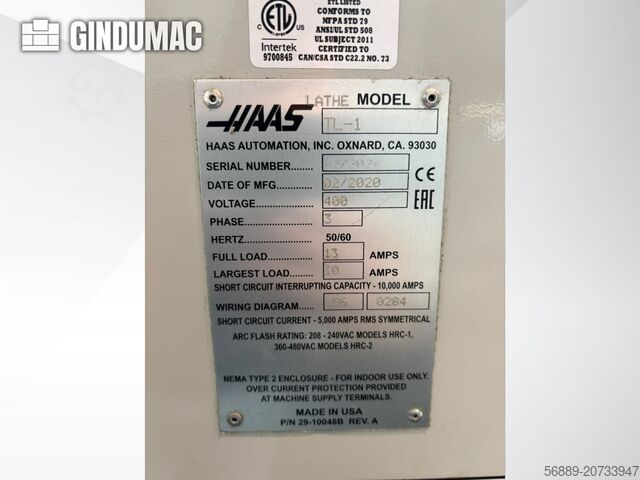 GINDUMAC
ETL LISTED
CONFORMS TO
NFPA STD 79
ANSI/UL STD 508
UL SUBJECT 2011
CERTIFIED TO
CAN/CSA STD C22.2 NO. 73
C ETL US
Intertek
9700845
HAAS
LATHE MODEL
TL-1
HAAS AUTOMATION, INC. OXNARD, CA. 93030
SERIAL NUMBER........
DATE OF MFG............ 02/2020
CE
VOLTAGE.................. 400
EAC
PHASE...................... 3
HERTZ....................... 50/60
FULL LOAD............... 13 AMPS
LARGEST LOAD........ 10 AMPS
SHORT CIRCUIT INTERRUPTING CAPACITY - 10,000 AMPS
WIRING DIAGRAM...... 96 0284
SHORT CIRCUIT CURRENT - 5,000 AMPS RMS SYMMETRICAL
ARC FLASH RATING: 208 - 240VAC MODELS HRC-1,
360-480VAC MODELS HRC-2
NEMA TYPE 2 ENCLOSURE - FOR INDOOR USE ONLY.
OVER CURRENT PROTECTION PROVIDED
AT MACHINE SUPPLY TERMINALS.
MADE IN USA
P/N 29-10048B REV. A
56889-20733947